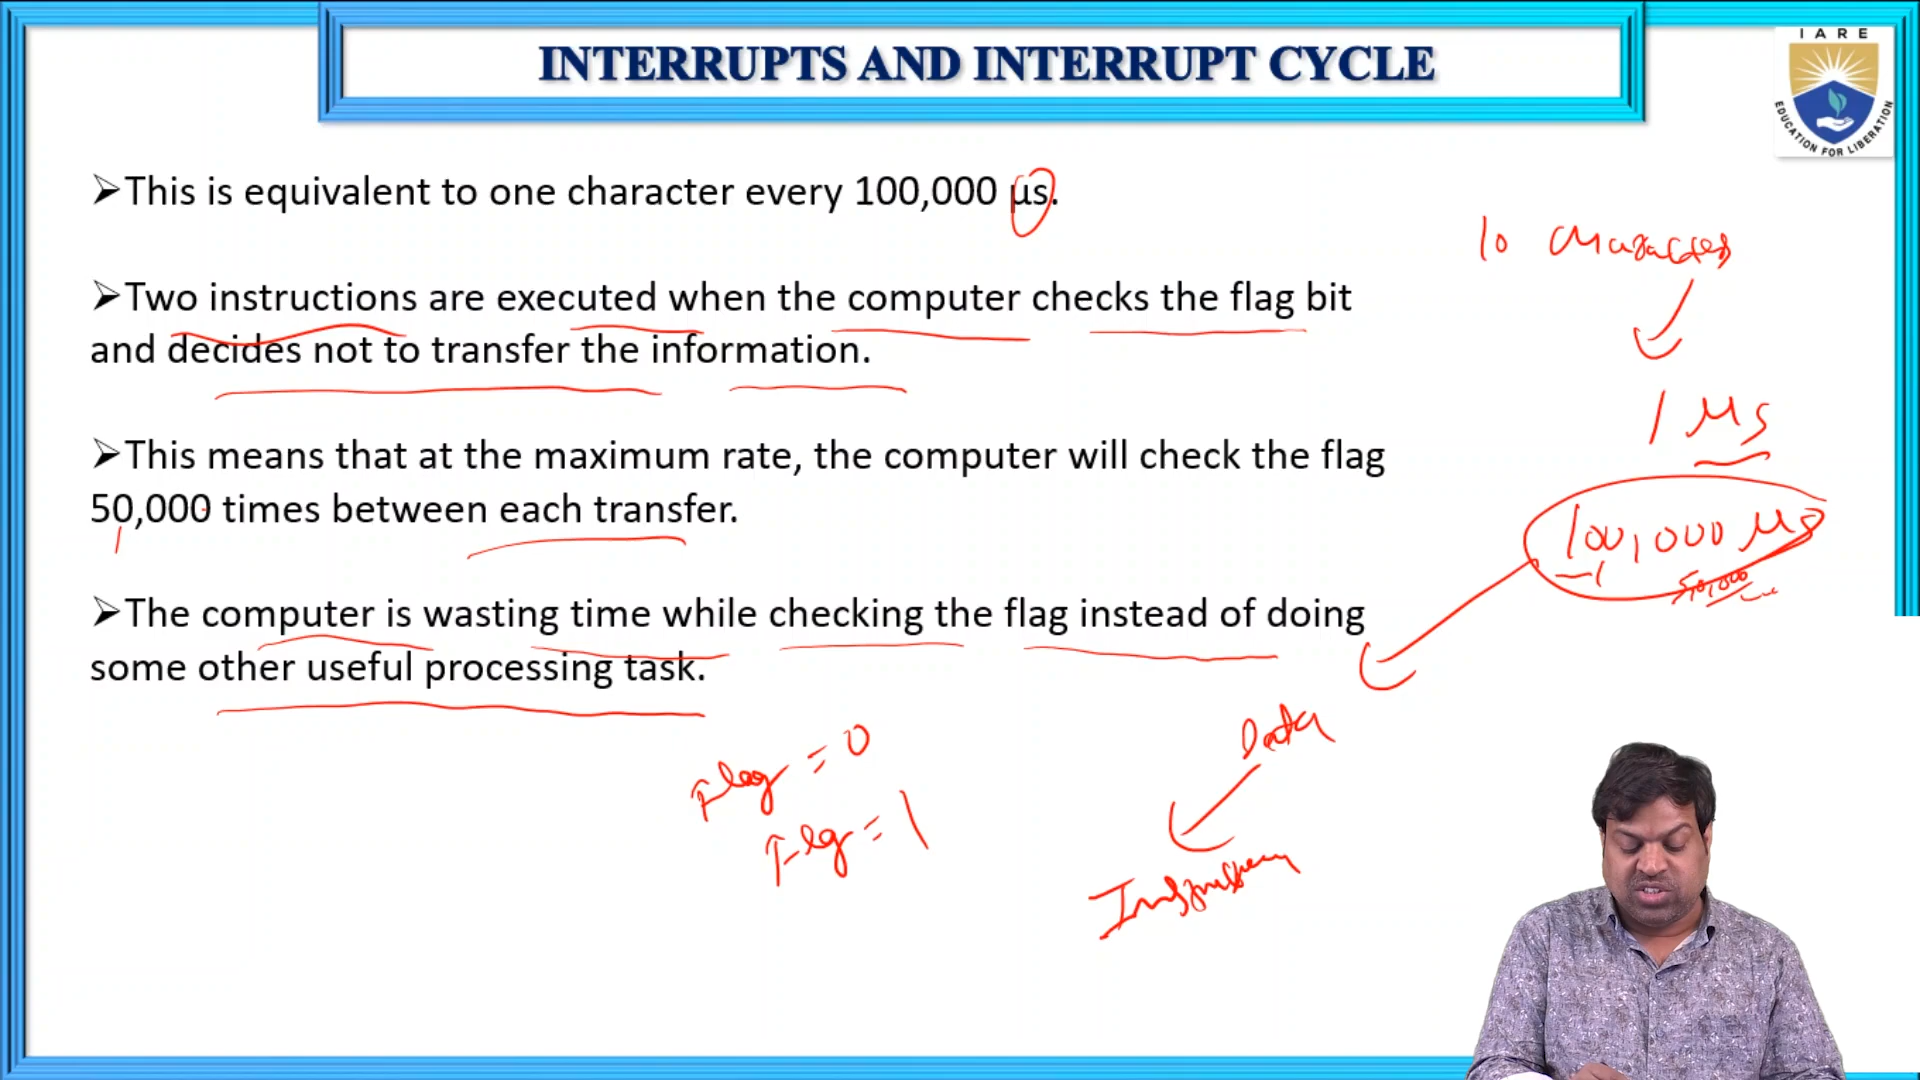 INTERRUPTS AND INTERRUPT CYCLE
I A R E
EDUCATION FOR LIBERATION
➢This is equivalent to one character every 100,000 µs.
➢Two instructions are executed when the computer checks the flag bit
and decides not to transfer the information.
➢This means that at the maximum rate, the computer will check the flag
50,000 times between each transfer.
➢The computer is wasting time while checking the flag instead of doing
some other useful processing task.
10 characters
1 µs
100,000 µs
50,000
Data
Flag = 0
Flg = 1